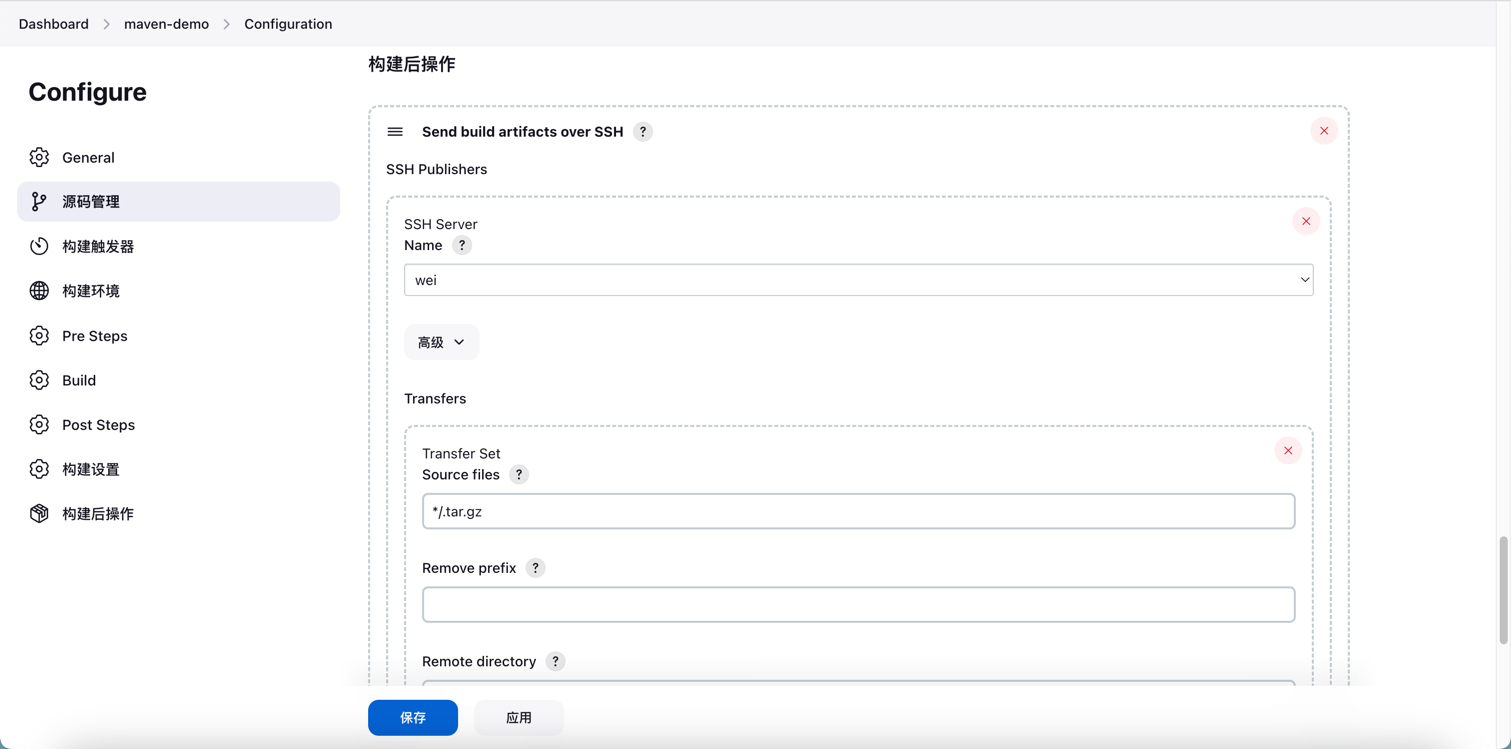 Dashboard > maven-demo > Configuration
Configure
General
源码管理
构建触发器
构建环境
Pre Steps
Build
Post Steps
构建设置
构建后操作
构建后操作
Send build artifacts over SSH ?
SSH Publishers
SSH Server
Name ?
wei
高级
Transfers
Transfer Set
Source files ?
*/.tar.gz
Remove prefix ?
Remote directory ?
保存 应用